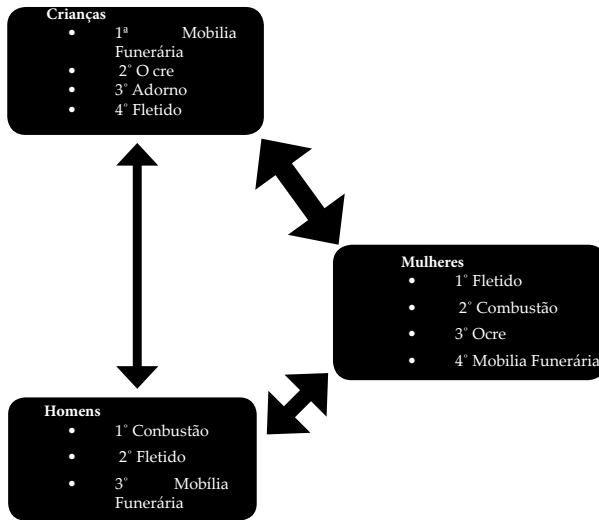 Crianças
• 1ª Mobilia
Funerária
• 2° O cre
• 3° Adorno
• 4° Fletido
Mulheres
• 1° Fletido
• 2° Combustão
• 3° Ocre
• 4° Mobilia Funerária
Homens
• 1° Conbustão
• 2° Fletido
• 3° Mobília
Funerária